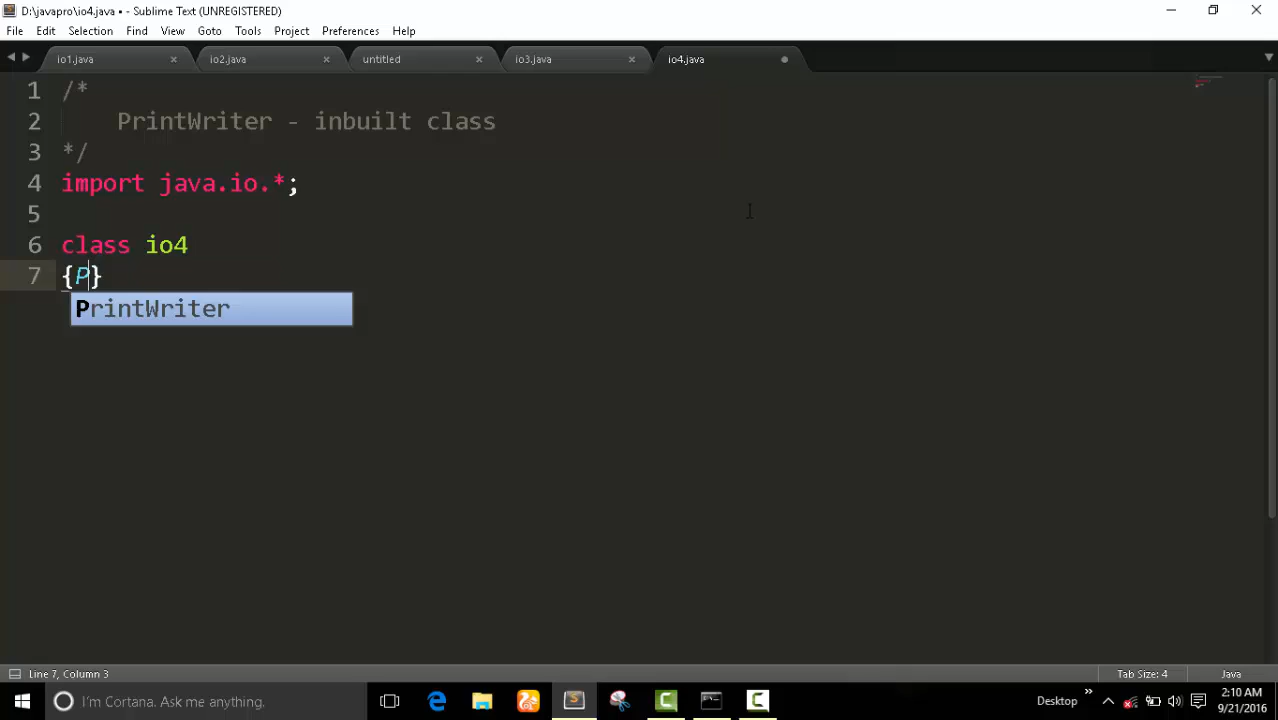 D:\javapro\io4.java • - Sublime Text (UNREGISTERED)
File Edit Selection Find View Goto Tools Project Preferences Help
io1.java io2.java untitled io3.java io4.java
1 /*
2 PrintWriter - inbuilt class
3 */
4 import java.io.*;
5
6 class io4
7 {P}
PrintWriter
Line 7, Column 3 Tab Size: 4 Java
I'm Cortana. Ask me anything. Desktop 2:10 AM
9/21/2016